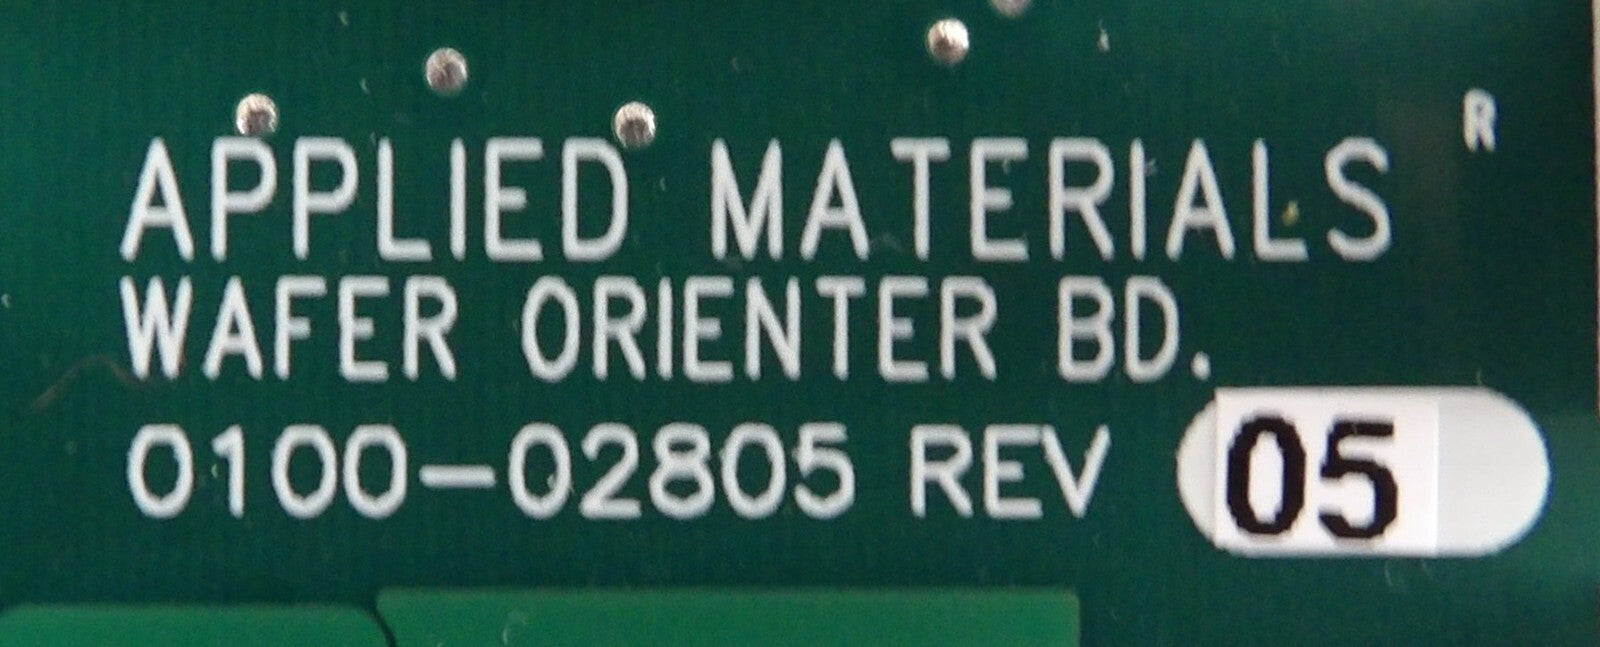 APPLIED MATERIALS R
WAFER ORIENTER BD.
0100-02805 REV 05